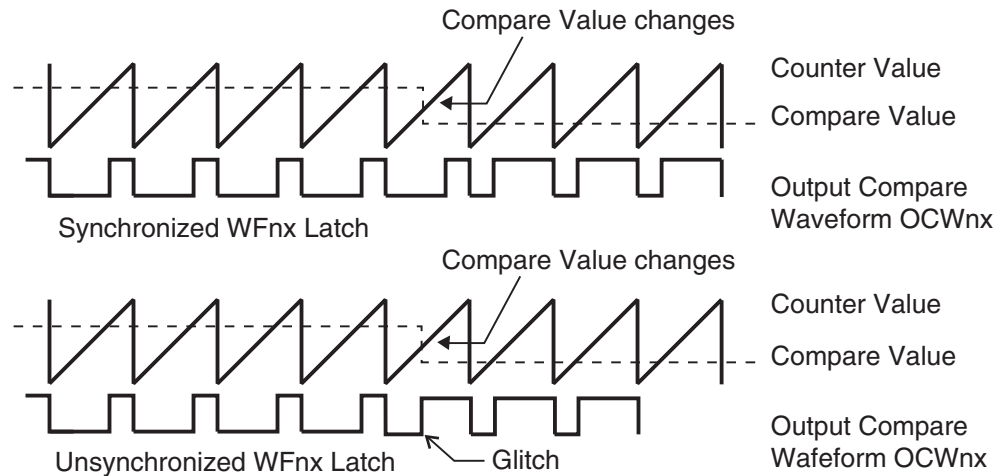 Compare Value changes
Counter Value
Compare Value
Output Compare
Waveform OCWnx
Synchronized WFnx Latch
Compare Value changes
Counter Value
Compare Value
Output Compare
Wafeform OCWnx
Unsynchronized WFnx Latch
Glitch